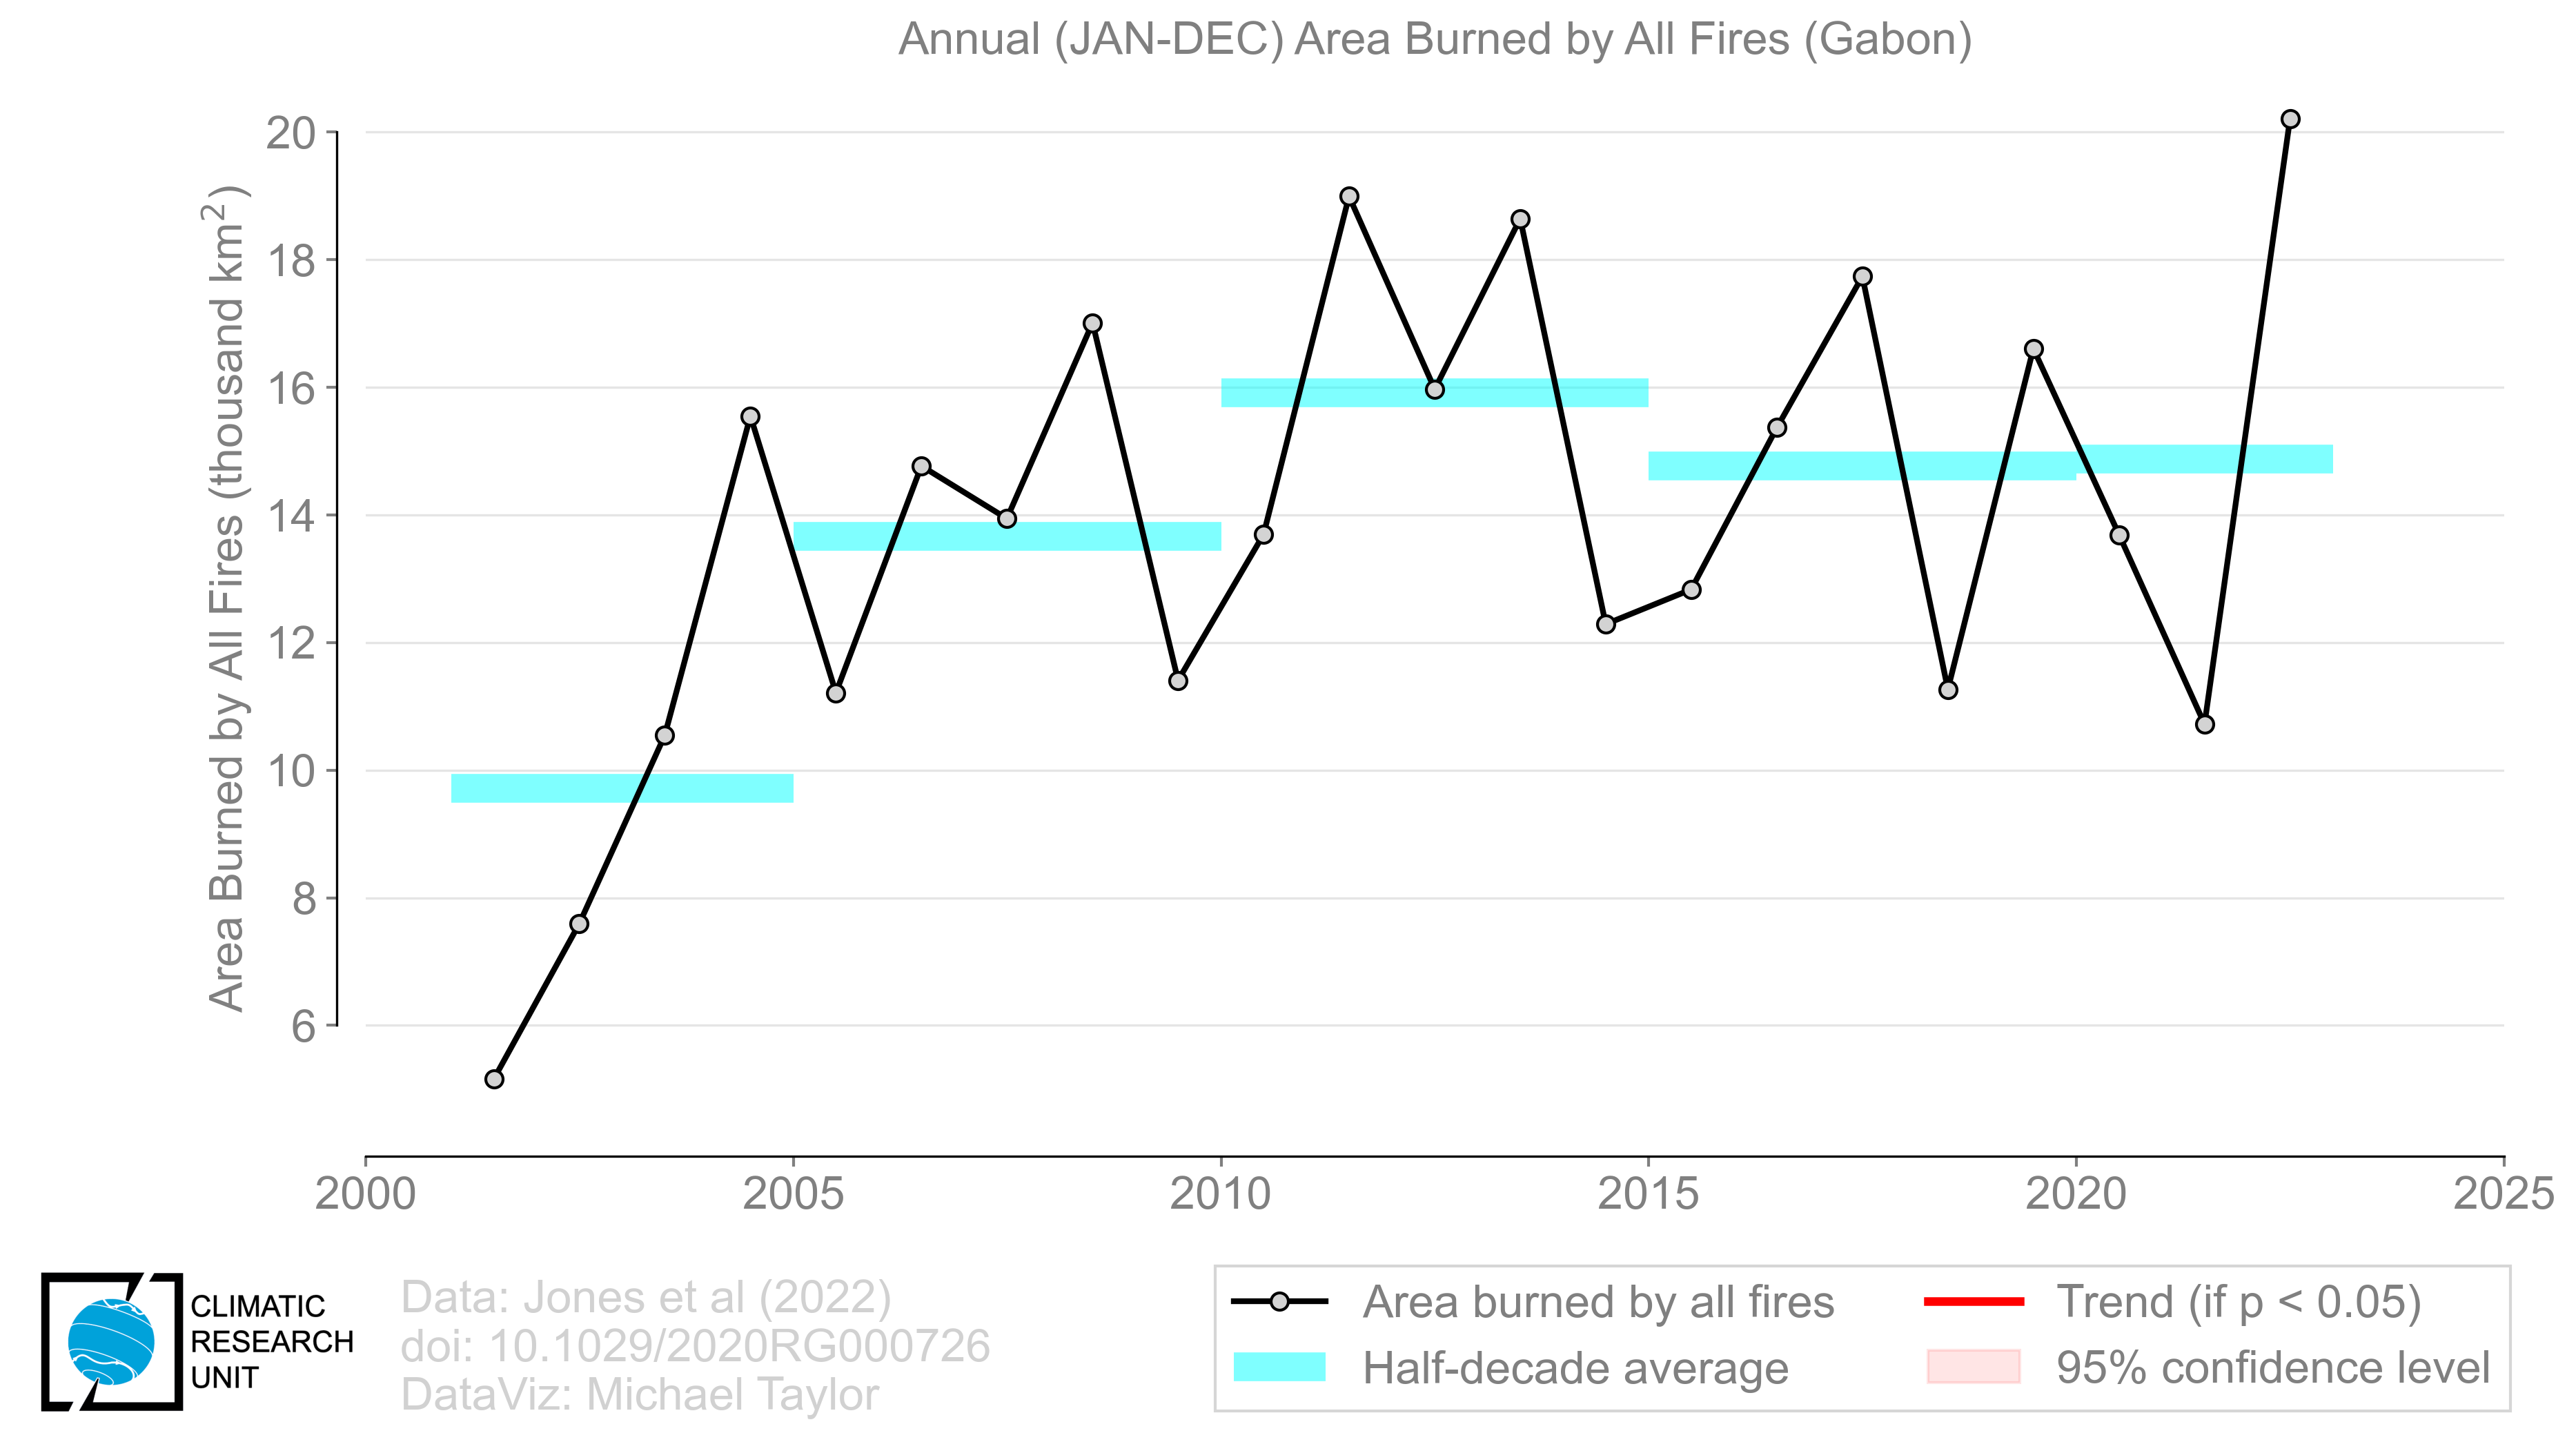 Annual (JAN-DEC) Area Burned by All Fires (Gabon)
Area Burned by All Fires (thousand km²)
20
18
16
14
12
10
8
6
2000 2005 2010 2015 2020 2025
CLIMATIC
RESEARCH
UNIT
Data: Jones et al (2022)
doi: 10.1029/2020RG000726
DataViz: Michael Taylor
Area burned by all fires
Half-decade average
Trend (if p < 0.05)
95% confidence level